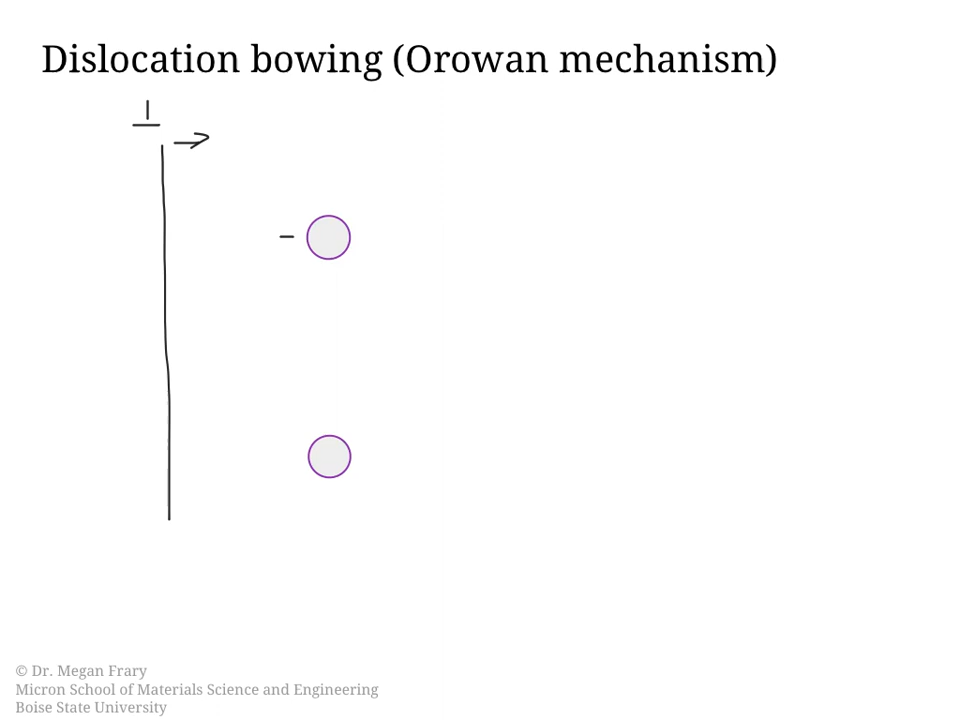 Dislocation bowing (Orowan mechanism)
© Dr. Megan Frary
Micron School of Materials Science and Engineering
Boise State University